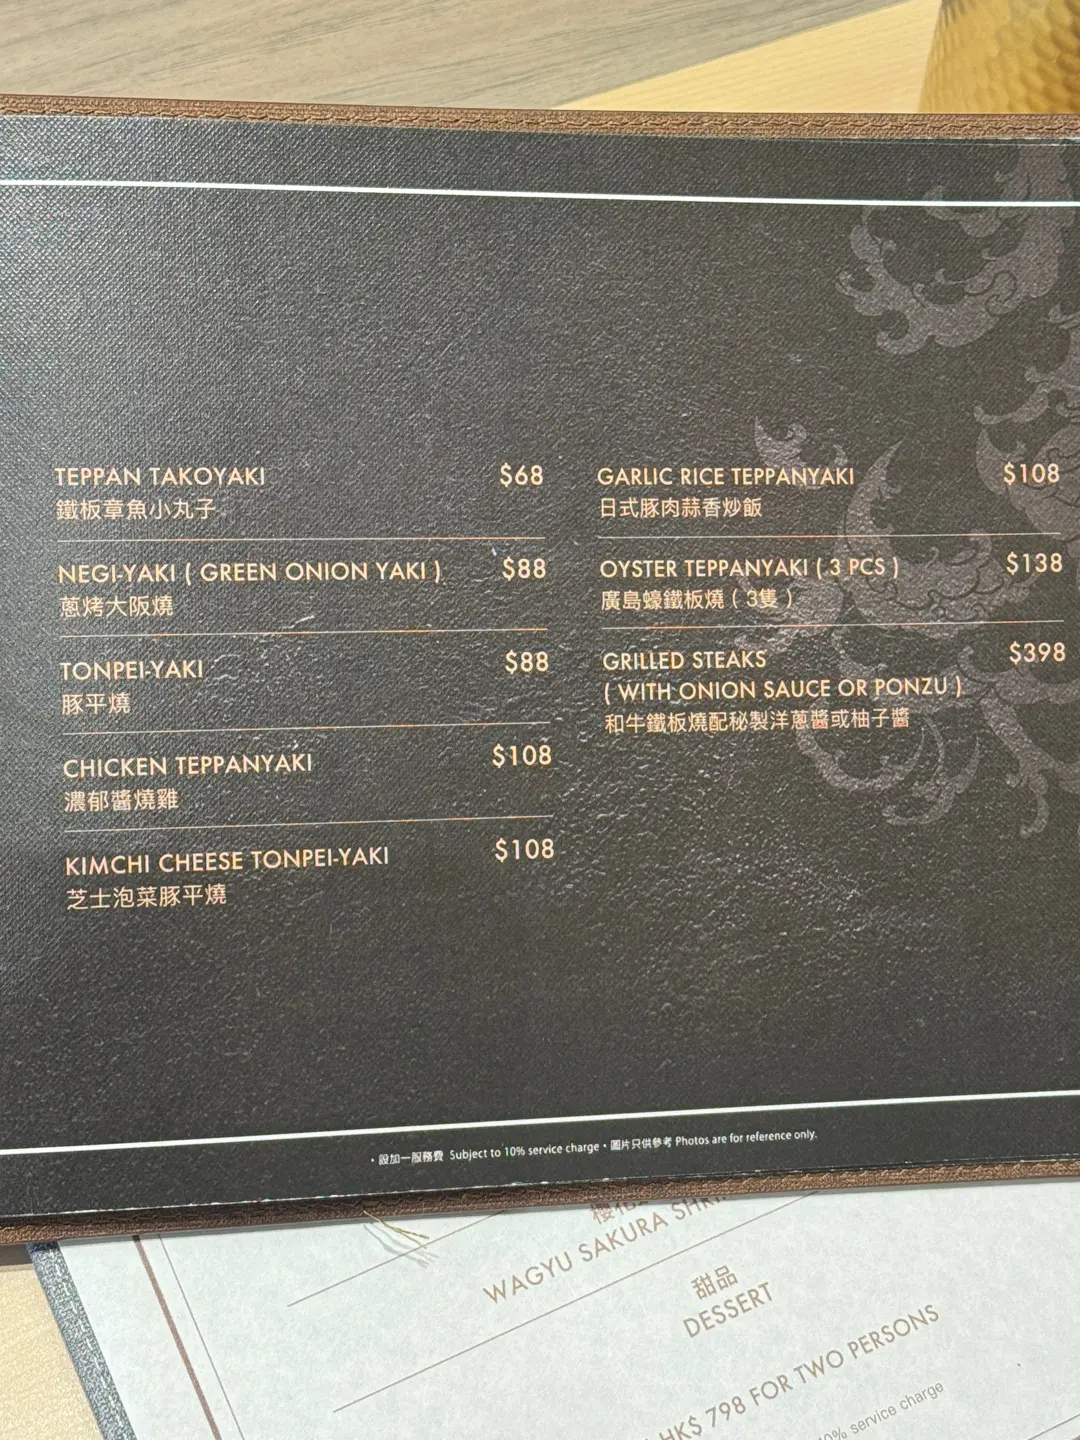 TEPPAN TAKOYAKI $68
鐵板章魚小丸子
NEGI-YAKI ( GREEN ONION YAKI ) $88
蔥烤大阪燒
TONPEI-YAKI $88
豚平燒
CHICKEN TEPPANYAKI $108
濃郁醬燒雞
KIMCHI CHEESE TONPEI-YAKI $108
芝士泡菜豚平燒
GARLIC RICE TEPPANYAKI $108
日式豚肉蒜香炒飯
OYSTER TEPPANYAKI ( 3 PCS ) $138
廣島蠔鐵板燒 ( 3隻 )
GRILLED STEAKS $398
( WITH ONION SAUCE OR PONZU )
和牛鐵板燒配秘製洋蔥醬或柚子醬
• 設加一服務費 Subject to 10% service charge • 圖片只供參考 Photos are for reference only.
WAGYU SAKURA
甜品
DESSERT
HK$ 798 FOR TWO PERSONS
10% service charge